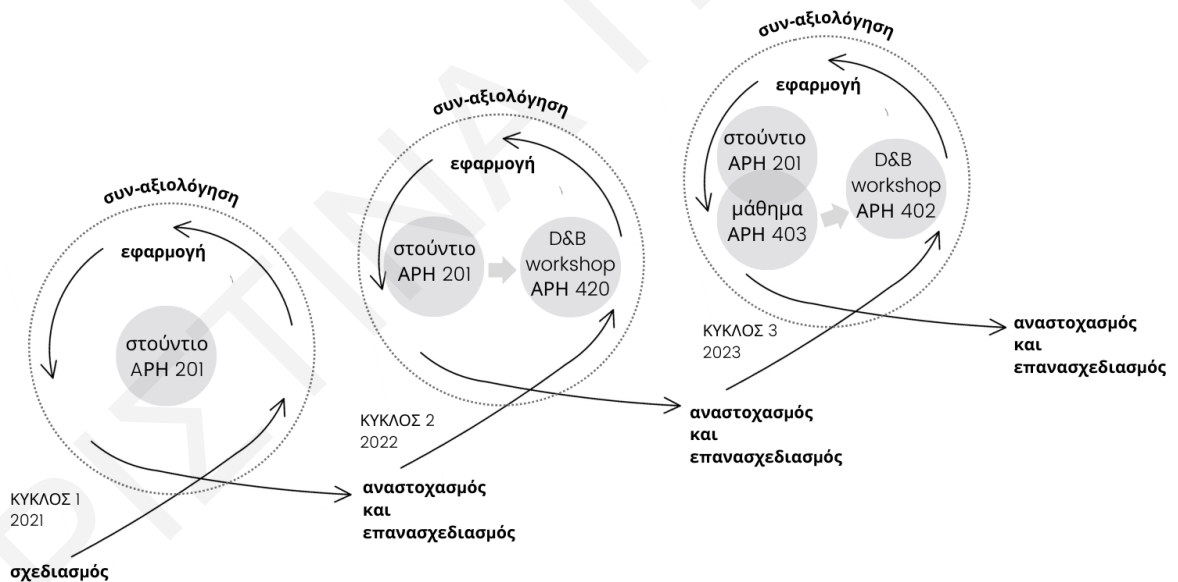 συν-αξιολόγηση
εφαρμογή
στούντιο
ΑΡΗ 201
ΚΥΚΛΟΣ 1
2021
σχεδιασμός
αναστοχασμός
και
επανασχεδιασμός
συν-αξιολόγηση
εφαρμογή
στούντιο
ΑΡΗ 201
D&B
workshop
ΑΡΗ 420
ΚΥΚΛΟΣ 2
2022
αναστοχασμός
και
επανασχεδιασμός
συν-αξιολόγηση
εφαρμογή
στούντιο
ΑΡΗ 201
μάθημα
ΑΡΗ 403
D&B
workshop
ΑΡΗ 402
ΚΥΚΛΟΣ 3
2023
αναστοχασμός
και
επανασχεδιασμός